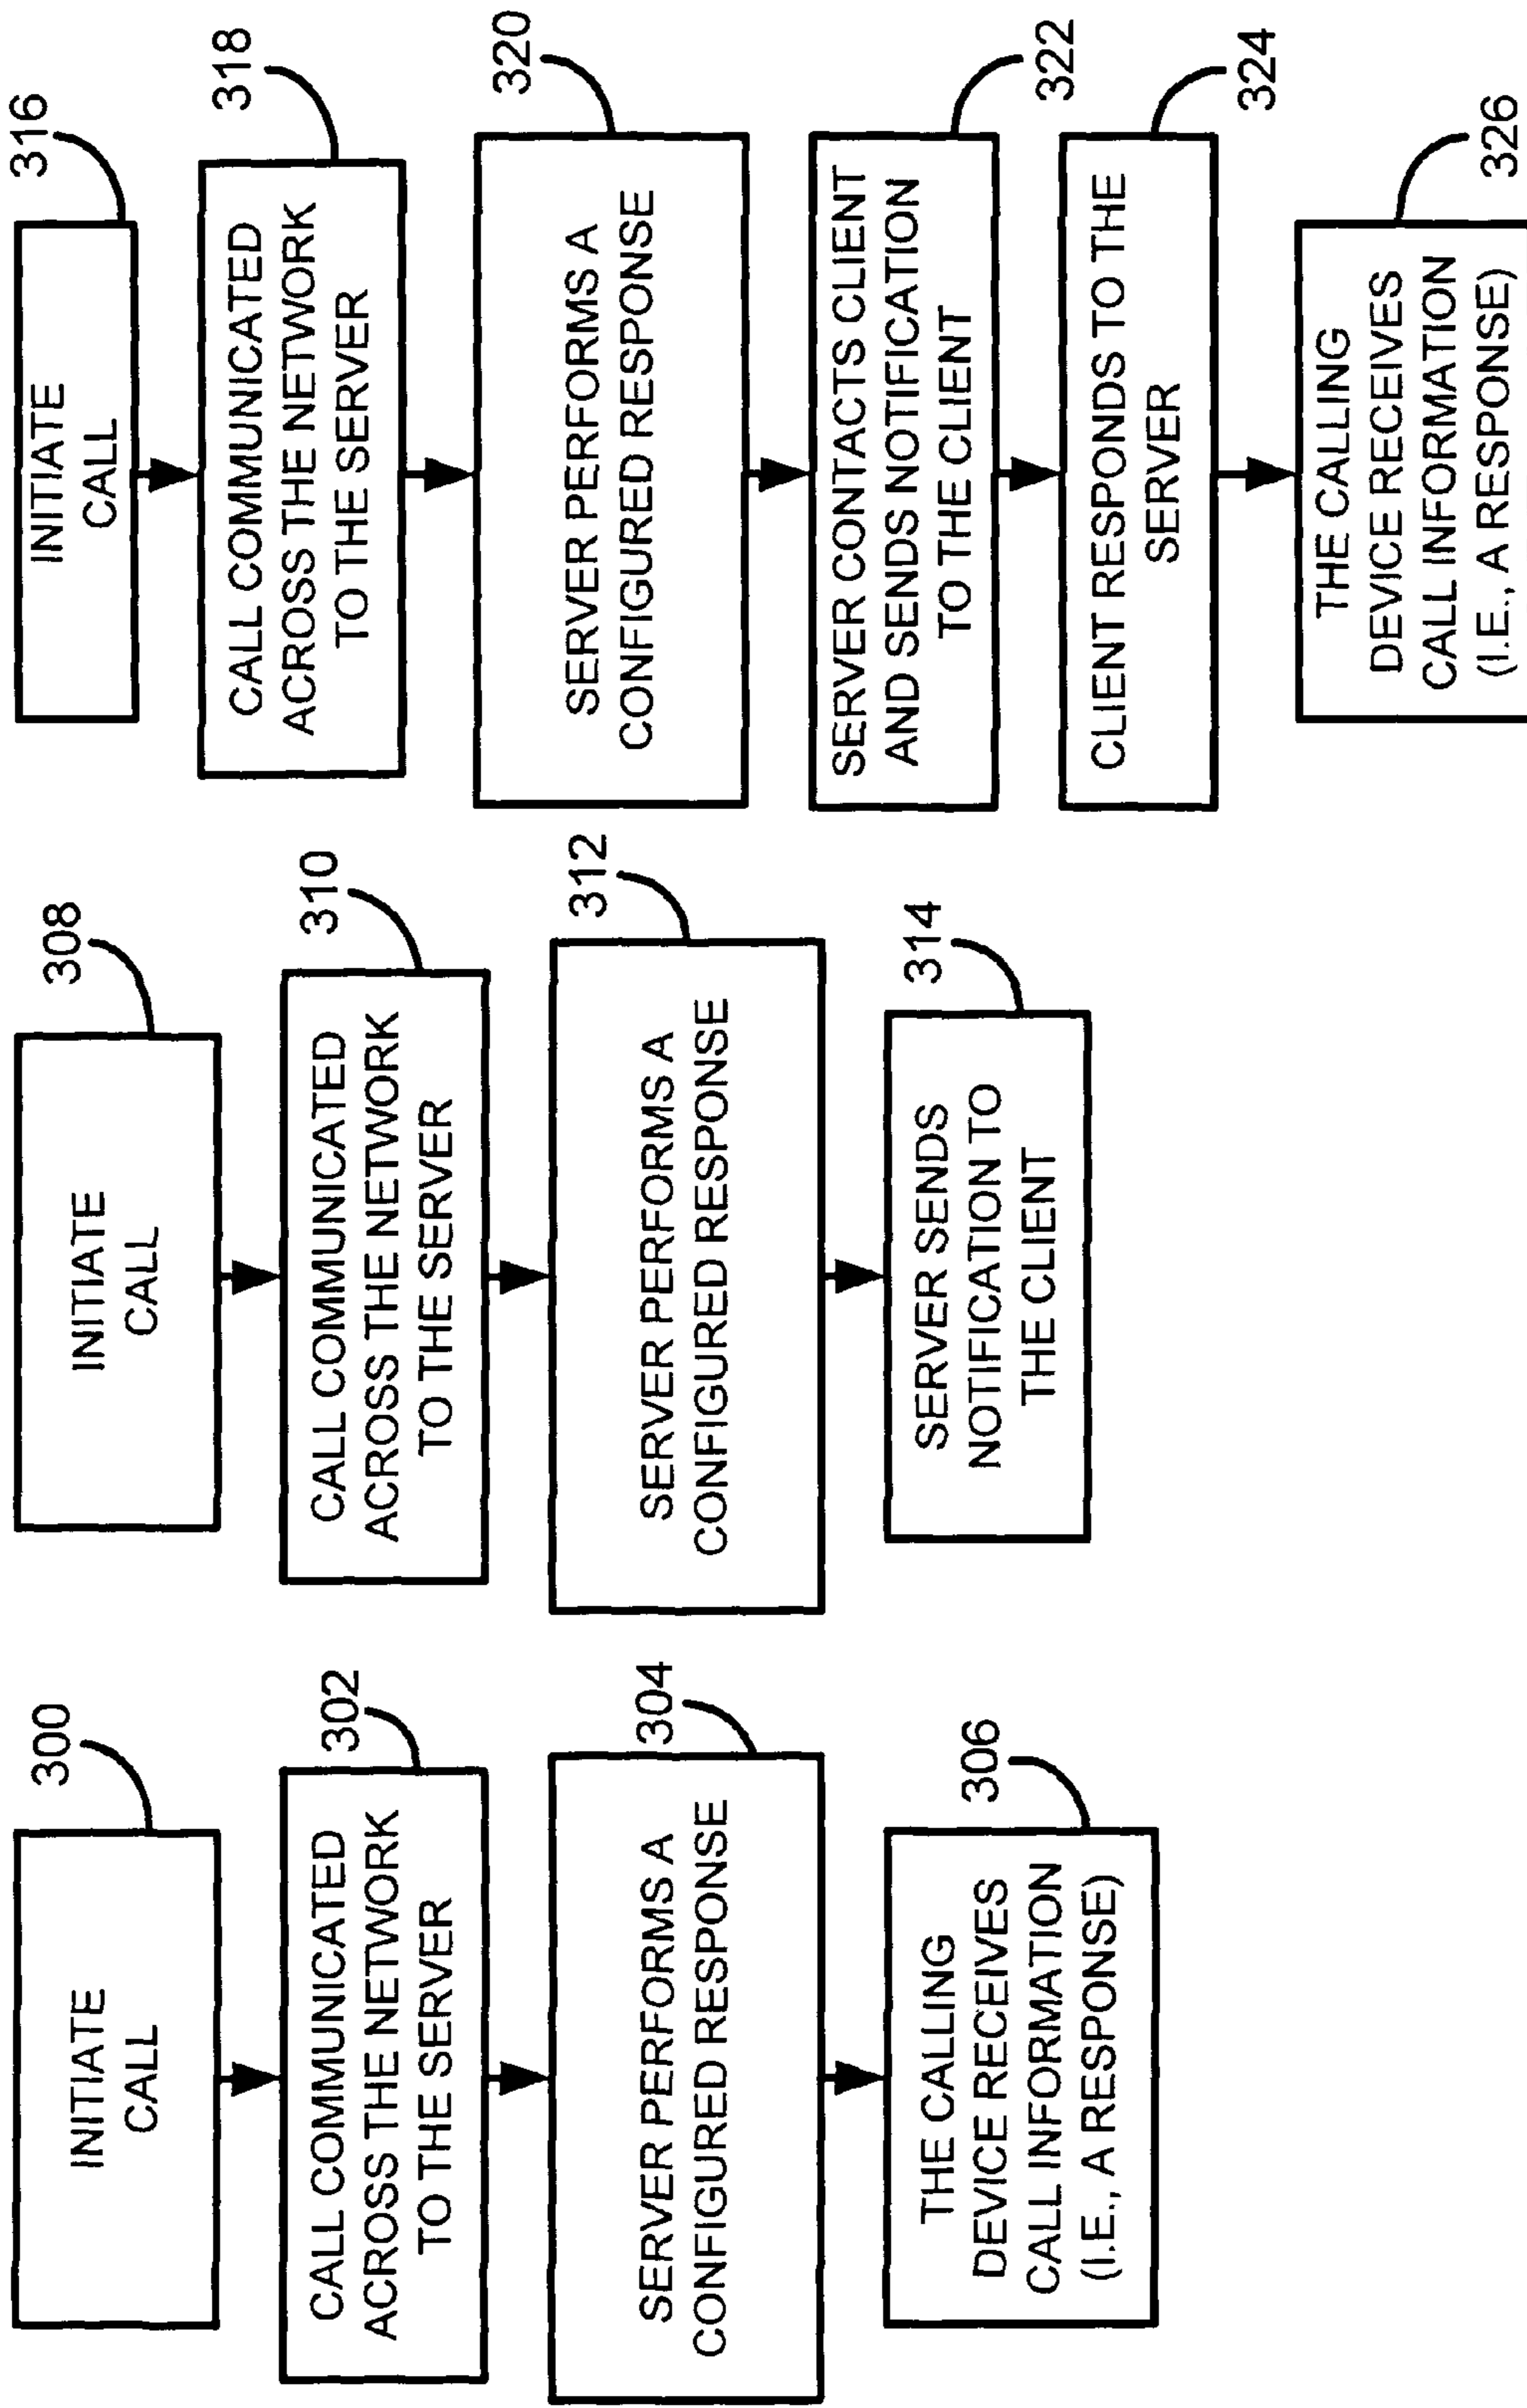 300
INITIATE
CALL
302
CALL COMMUNICATED
ACROSS THE NETWORK
TO THE SERVER
304
SERVER PERFORMS A
CONFIGURED RESPONSE
306
THE CALLING
DEVICE RECEIVES
CALL INFORMATION
(I.E., A RESPONSE)
308
INITIATE
CALL
310
CALL COMMUNICATED
ACROSS THE NETWORK
TO THE SERVER
312
SERVER PERFORMS A
CONFIGURED RESPONSE
314
SERVER SENDS
NOTIFICATION TO
THE CLIENT
316
INITIATE
CALL
318
CALL COMMUNICATED
ACROSS THE NETWORK
TO THE SERVER
320
SERVER PERFORMS A
CONFIGURED RESPONSE
322
SERVER CONTACTS CLIENT
AND SENDS NOTIFICATION
TO THE CLIENT
324
CLIENT RESPONDS TO THE
SERVER
326
THE CALLING
DEVICE RECEIVES
CALL INFORMATION
(I.E., A RESPONSE)